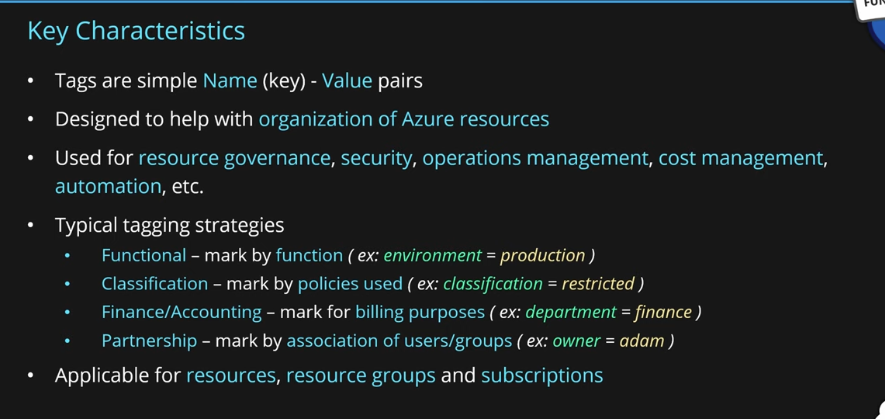 FUN
Key Characteristics
• Tags are simple Name (key) - Value pairs
• Designed to help with organization of Azure resources
• Used for resource governance, security, operations management, cost management,
automation, etc.
• Typical tagging strategies
• Functional – mark by function ( ex: environment = production )
• Classification – mark by policies used ( ex: classification = restricted )
• Finance/Accounting – mark for billing purposes ( ex: department = finance )
• Partnership – mark by association of users/groups ( ex: owner = adam )
• Applicable for resources, resource groups and subscriptions